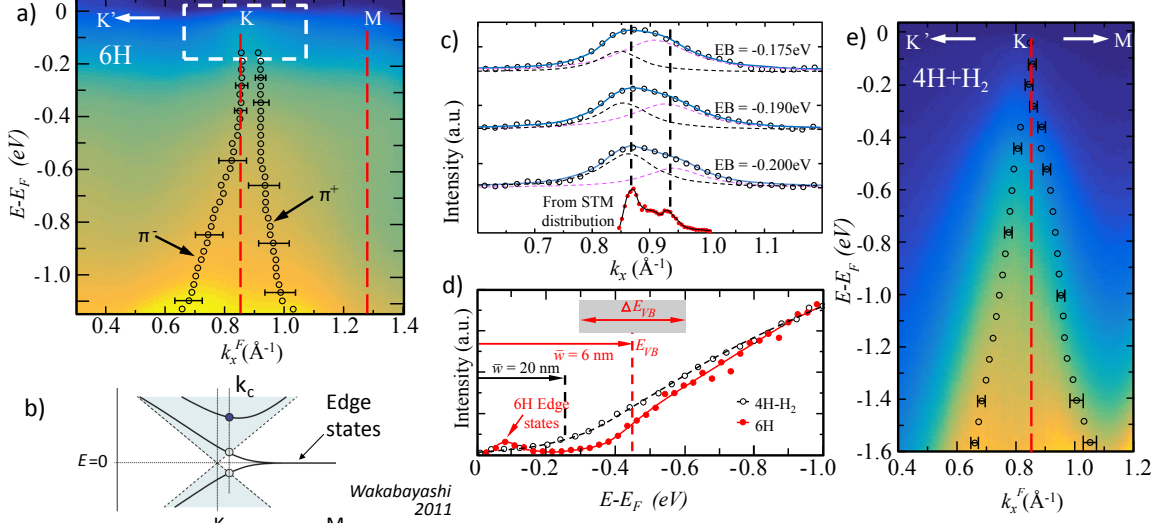 a)
K'
K
M
6H
0
-0.2
-0.4
-0.6
-0.8
-1.0
E-E_F (eV)
π⁻
π⁺
0.4
0.6
0.8
1.0
1.2
1.4
k_x^F (Å⁻¹)
b)
k_c
Edge
states
E=0
K
M
Wakabayashi
2011
c)
EB = -0.175eV
EB = -0.190eV
EB = -0.200eV
From STM
distribution
Intensity (a.u.)
0.7
0.8
0.9
1.0
1.1
k_x (Å⁻¹)
d)
ΔE_VB
E_VB
w̄ = 6 nm
w̄ = 20 nm
6H Edge
states
4H-H₂
6H
Intensity (a.u.)
0
-0.2
-0.4
-0.6
-0.8
-1.0
E-E_F (eV)
e)
K'
K
M
4H+H₂
0
-0.2
-0.4
-0.6
-0.8
-1.0
-1.2
-1.4
-1.6
E-E_F (eV)
0.4
0.6
0.8
1.0
1.2
k_x^F (Å⁻¹)